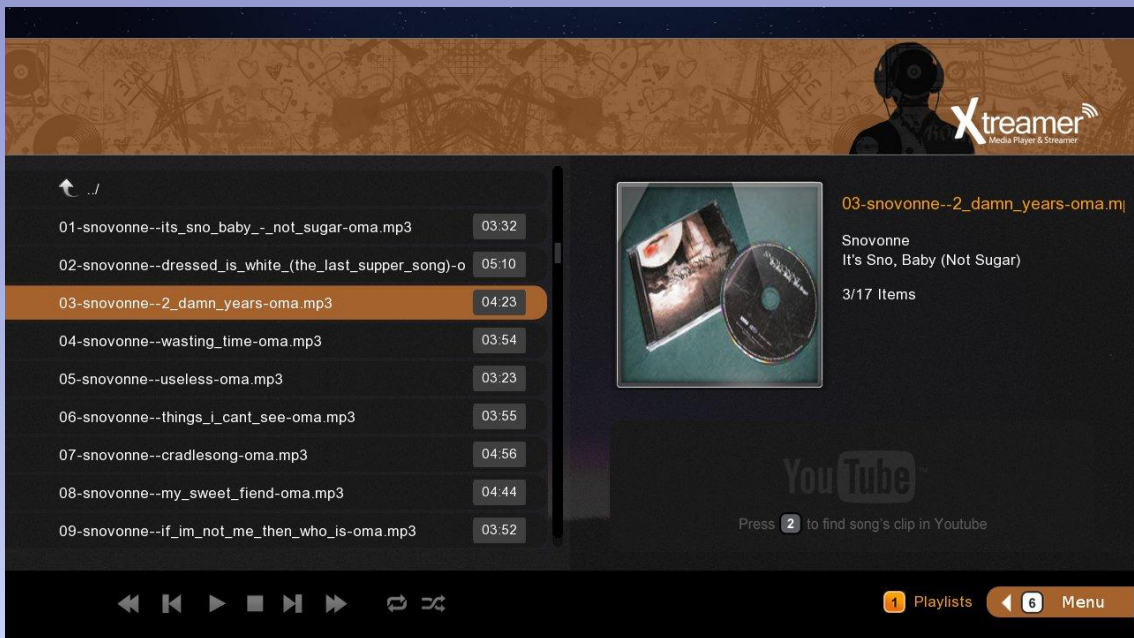 Xtreamer
Media Player & Streamer
../
01-snovonne--its_sno_baby_-_not_sugar-oma.mp3 03:32
02-snovonne--dressed_is_white_(the_last_supper_song)-o 05:10
03-snovonne--2_damn_years-oma.mp3 04:23
04-snovonne--wasting_time-oma.mp3 03:54
05-snovonne--useless-oma.mp3 03:23
06-snovonne--things_i_cant_see-oma.mp3 03:55
07-snovonne--cradlesong-oma.mp3 04:56
08-snovonne--my_sweet_fiend-oma.mp3 04:44
09-snovonne--if_im_not_me_then_who_is-oma.mp3 03:52
03-snovonne--2_damn_years-oma.m
Snovonne
It's Sno, Baby (Not Sugar)
3/17 Items
YouTube
Press 2 to find song's clip in Youtube
1 Playlists
6 Menu